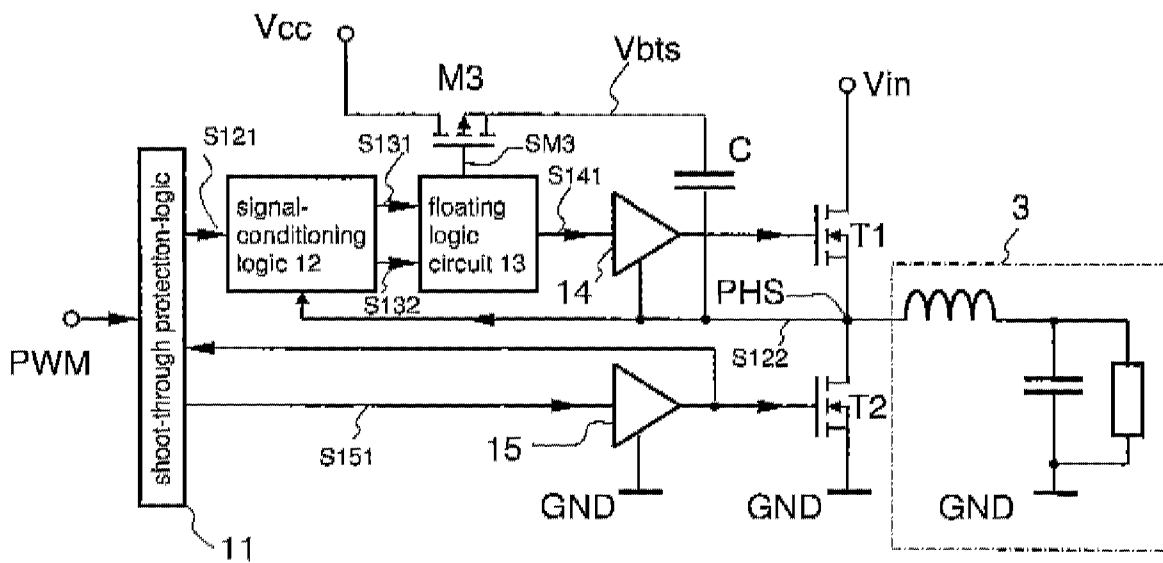 Vcc
M3
Vbts
Vin
S121
S131
SM3
S141
C
signal-
conditioning
logic 12
floating
logic
circuit 13
S132
14
T1
3
PHS
S122
PWM
shoot-through protection-logic
S151
15
T2
GND
GND
GND
11